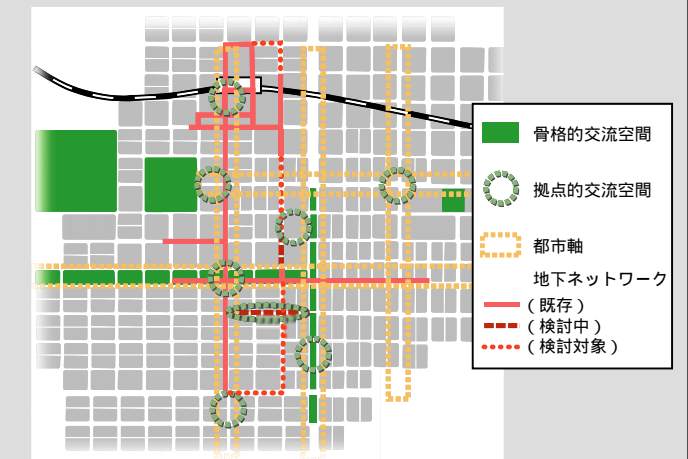 骨格的交流空間
拠点的交流空間
都市軸
地下ネットワーク
（既存）
（検討中）
（検討対象）